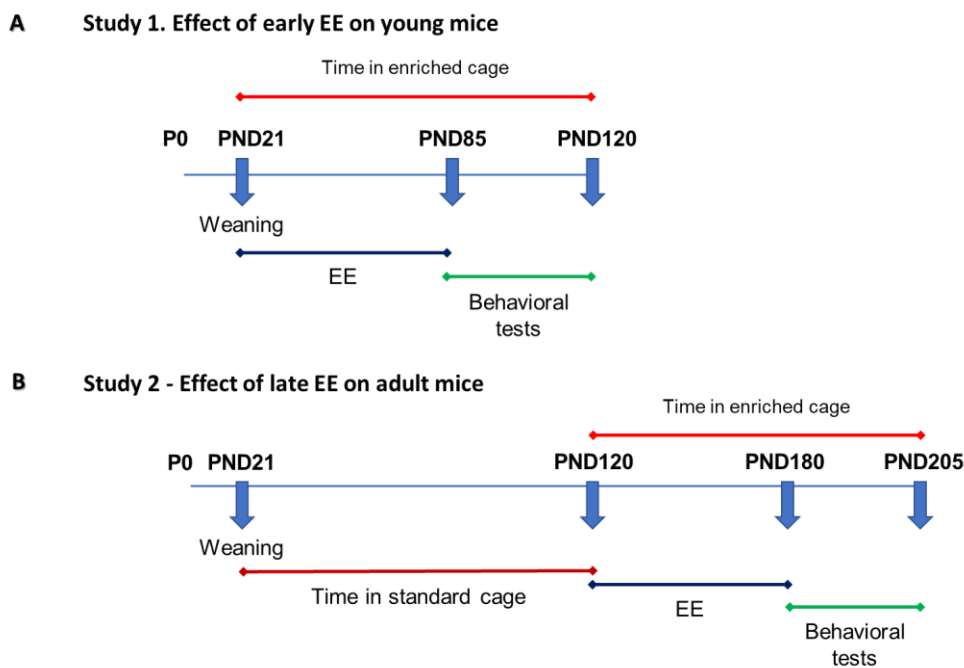 A Study 1. Effect of early EE on young mice
Time in enriched cage
P0 PND21 PND85 PND120
Weaning
EE
Behavioral
tests
B Study 2 - Effect of late EE on adult mice
Time in enriched cage
P0 PND21 PND120 PND180 PND205
Weaning
Time in standard cage
EE
Behavioral
tests